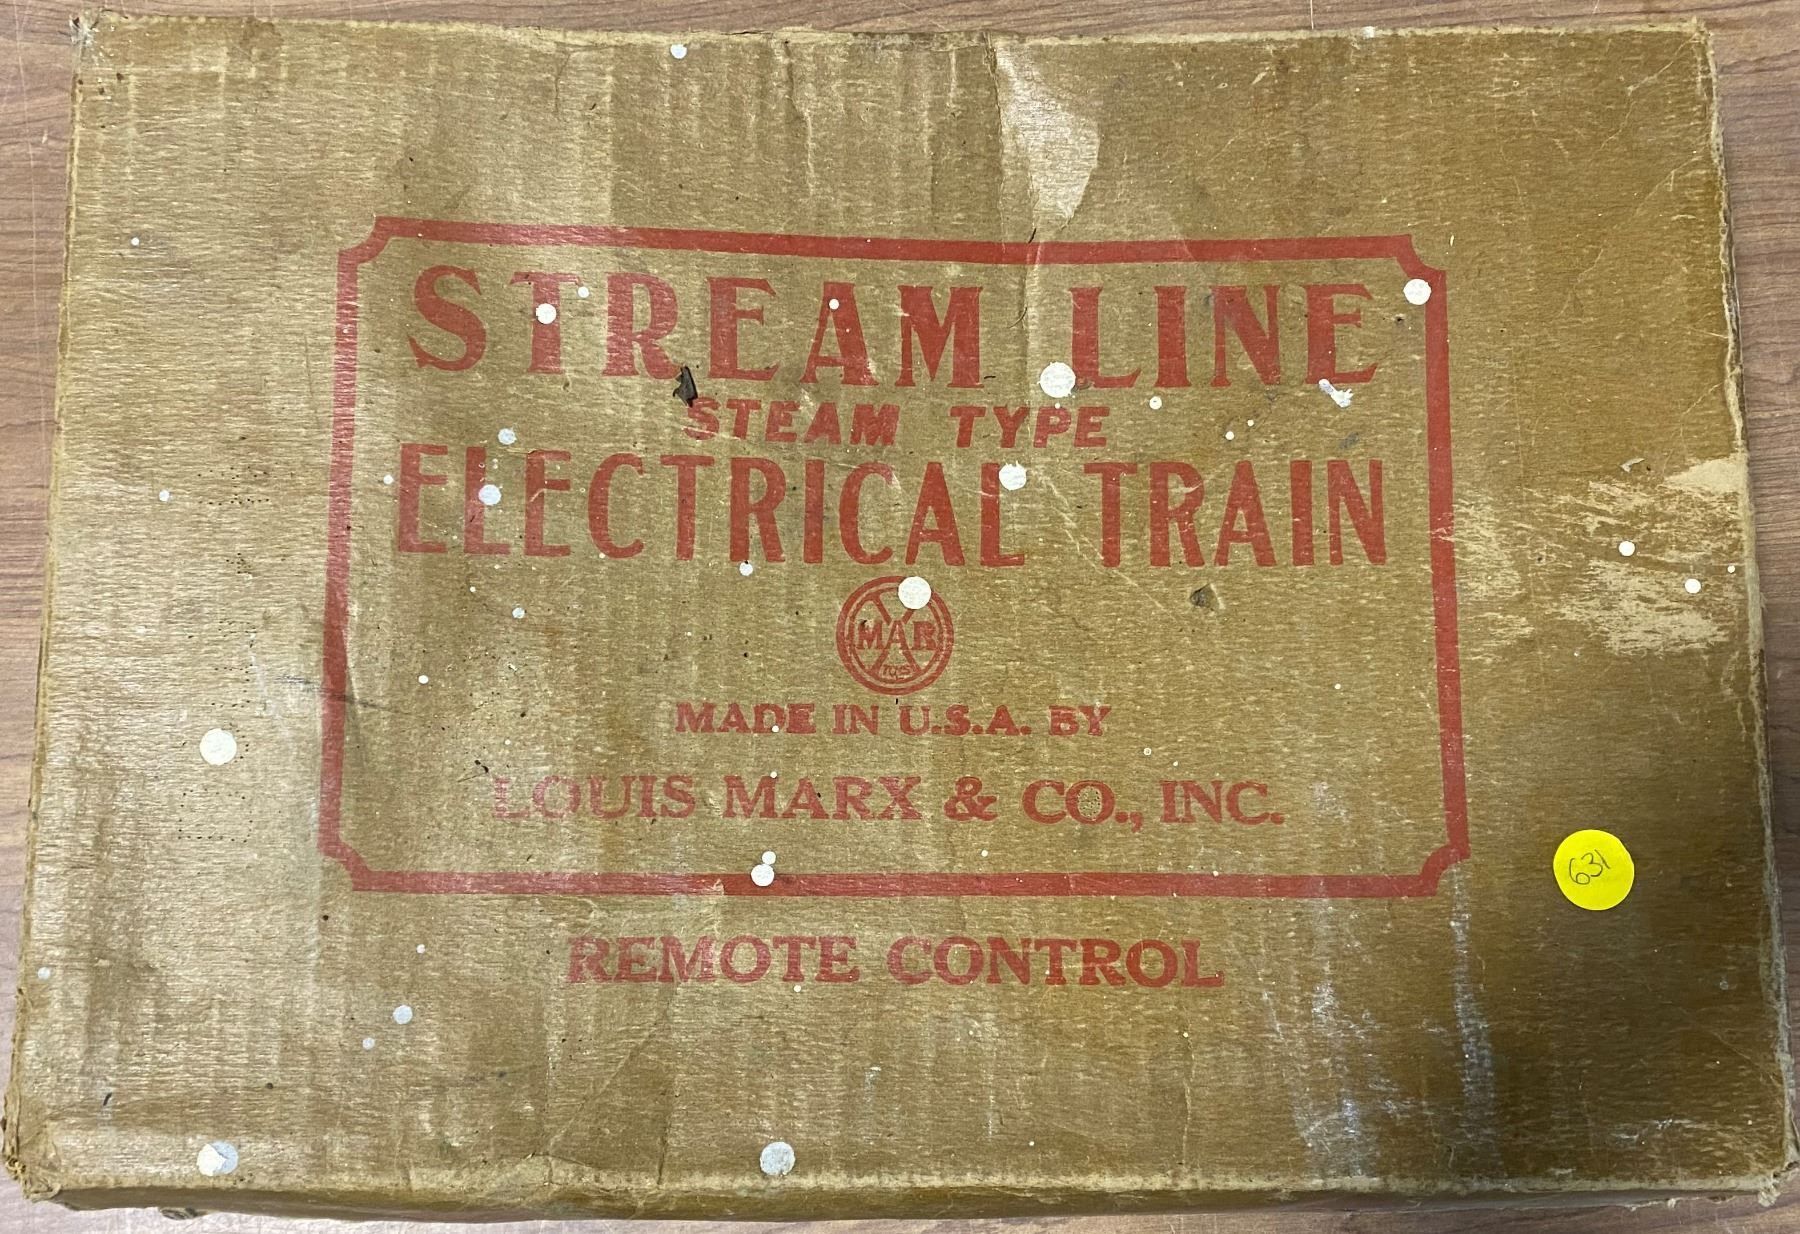 STREAM LINE
STEAM TYPE
ELECTRICAL TRAIN
MAR
TOYS
MADE IN U.S.A. BY
LOUIS MARX & CO., INC.
631
REMOTE CONTROL